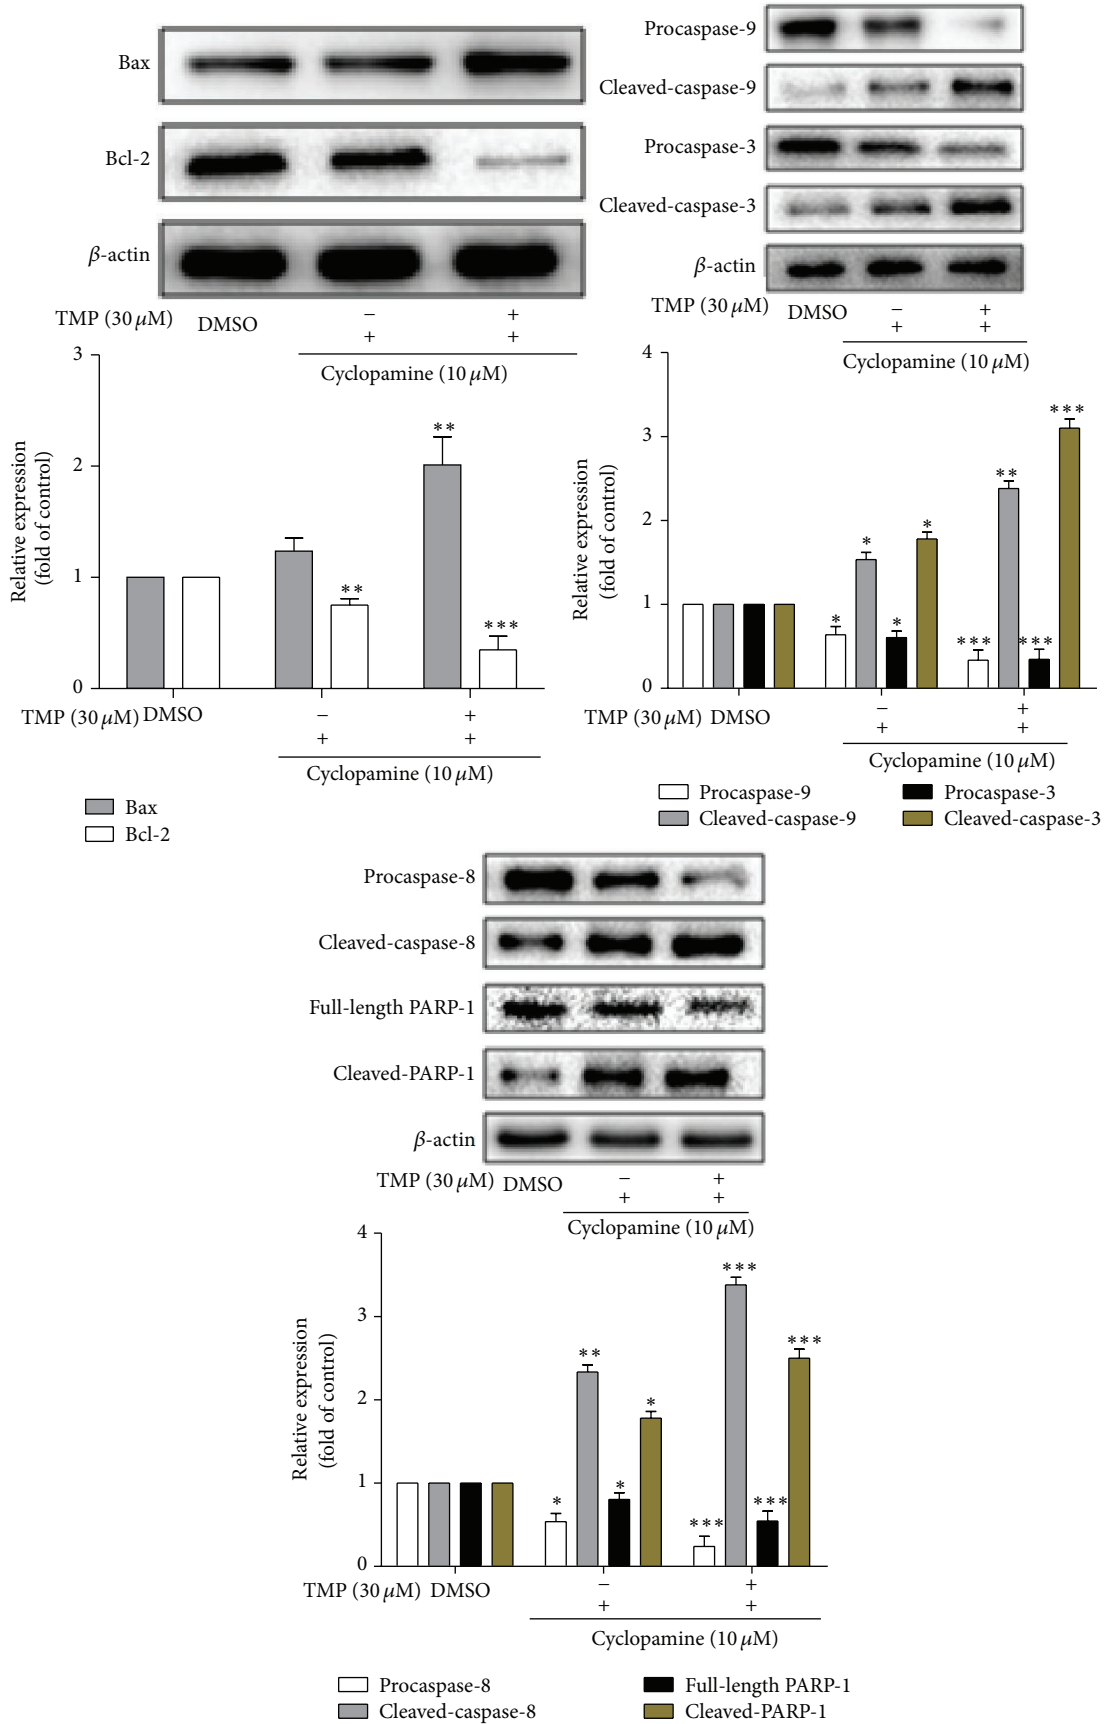 Bax
Bcl-2
β-actin
TMP (30 μM) DMSO − +
+ +
Cyclopamine (10 μM)
3
2
1
0
Relative expression
(fold of control)
**
**
***
TMP (30 μM) DMSO − +
+ +
Cyclopamine (10 μM)
Bax
Bcl-2
Procaspase-9
Cleaved-caspase-9
Procaspase-3
Cleaved-caspase-3
β-actin
TMP (30 μM) DMSO − +
+ +
Cyclopamine (10 μM)
4
3
2
1
0
Relative expression
(fold of control)
* * * *
*** ** *** ***
TMP (30 μM) DMSO − +
+ +
Cyclopamine (10 μM)
Procaspase-9 Procaspase-3
Cleaved-caspase-9 Cleaved-caspase-3
Procaspase-8
Cleaved-caspase-8
Full-length PARP-1
Cleaved-PARP-1
β-actin
TMP (30 μM) DMSO − +
+ +
Cyclopamine (10 μM)
4
3
2
1
0
Relative expression
(fold of control)
* ** * *
*** *** *** ***
TMP (30 μM) DMSO − +
+ +
Cyclopamine (10 μM)
Procaspase-8 Full-length PARP-1
Cleaved-caspase-8 Cleaved-PARP-1